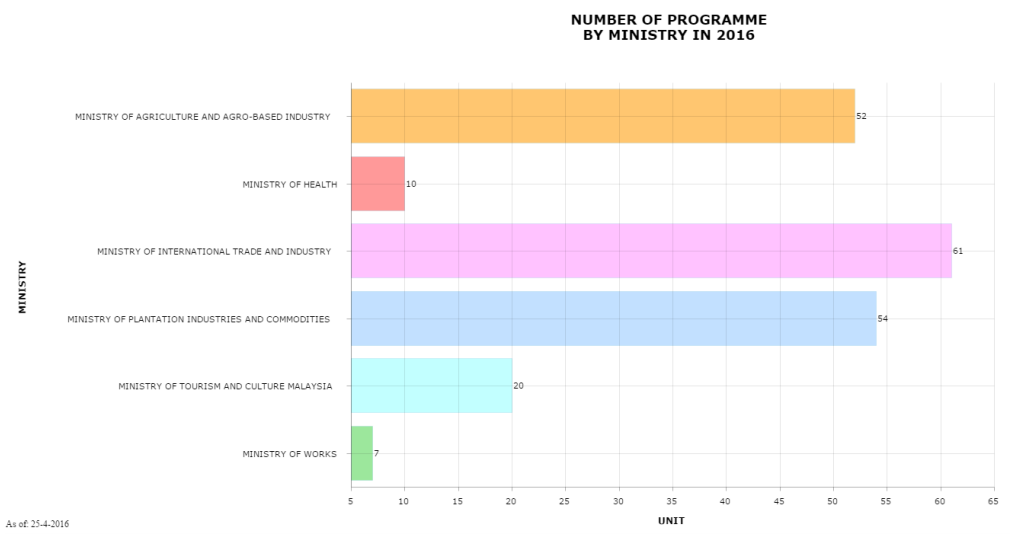 NUMBER OF PROGRAMME
BY MINISTRY IN 2016
MINISTRY OF AGRICULTURE AND AGRO-BASED INDUSTRY
52
MINISTRY OF HEALTH
10
MINISTRY OF INTERNATIONAL TRADE AND INDUSTRY
61
MINISTRY
MINISTRY OF PLANTATION INDUSTRIES AND COMMODITIES
54
MINISTRY OF TOURISM AND CULTURE MALAYSIA
20
MINISTRY OF WORKS
7
5 10 15 20 25 30 35 40 45 50 55 60 65
UNIT
As of: 25-4-2016